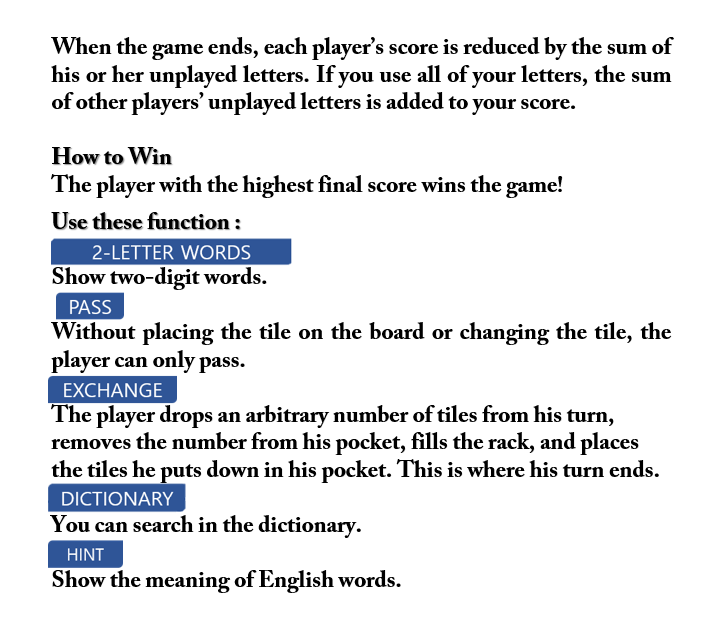 When the game ends, each player’s score is reduced by the sum of
his or her unplayed letters. If you use all of your letters, the sum
of other players’ unplayed letters is added to your score.
How to Win
The player with the highest final score wins the game!
Use these function :
2-LETTER WORDS
Show two-digit words.
PASS
Without placing the tile on the board or changing the tile, the
player can only pass.
EXCHANGE
The player drops an arbitrary number of tiles from his turn,
removes the number from his pocket, fills the rack, and places
the tiles he puts down in his pocket. This is where his turn ends.
DICTIONARY
You can search in the dictionary.
HINT
Show the meaning of English words.